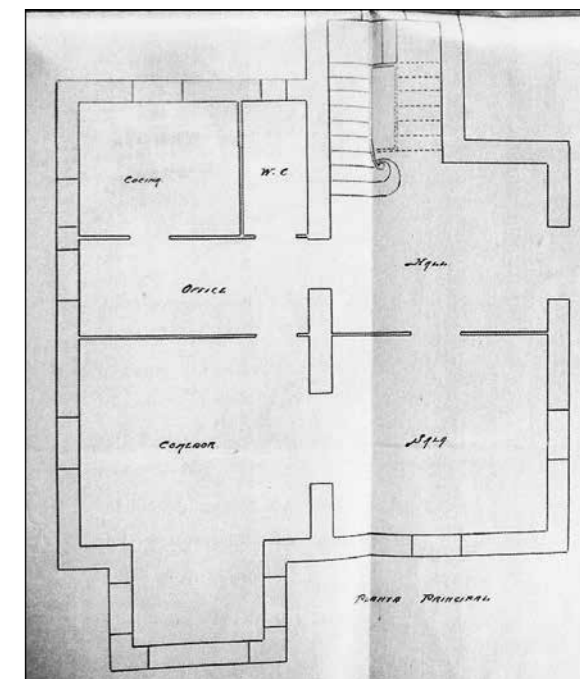 Cocina
W.C
Hall
OFFICE
COMEDOR
Sala
PLANTA PRINCIPAL